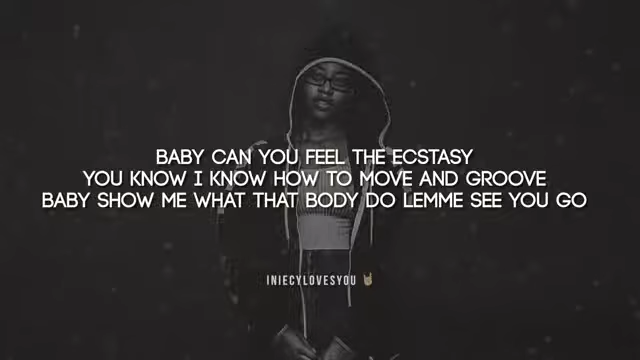 BABY CAN YOU FEEL THE ECSTASY
YOU KNOW I KNOW HOW TO MOVE AND GROOVE
BABY SHOW ME WHAT THAT BODY DO LEMME SEE YOU GO
INIECYLOVESYOU 🤘🏼